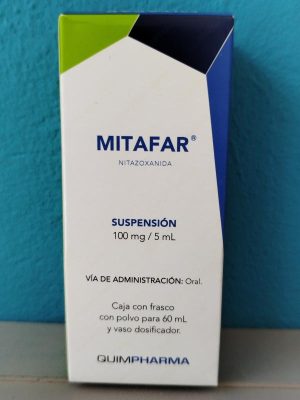 MITAFAR®
NITAZOXANIDA
SUSPENSIÓN
100 mg / 5 mL
VÍA DE ADMINISTRACIÓN: Oral.
Caja con frasco
con polvo para 60 mL
y vaso dosificador.
QUIMPHARMA